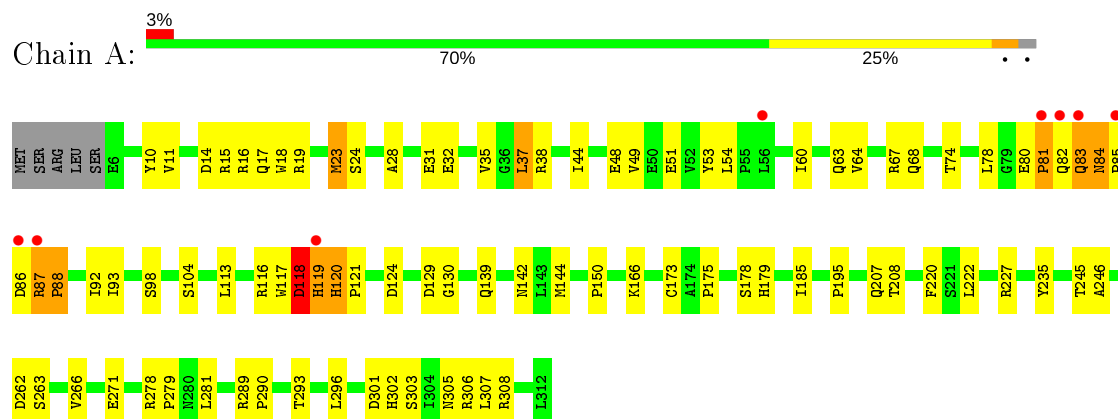 3%
Chain A:
70% 25% • •
MET SER ARG LEU SER E6 Y10 V11 D14 R15 R16 Q17 W18 R19 M23 S24 A28 E31 E32 V35 G36 L37 R38 I44 E48 V49 E50 E51 V52 Y53 L54 P55 L56 I60 Q63 V64 R67 Q68 T74 L78 G79 E80 P81 Q82 Q83 N84 P85
D86 R87 P88 I92 I93 S98 S104 L113 R116 W117 D118 H119 H120 P121 D124 D129 G130 Q139 N142 L143 M144 P150 K166 C173 A174 P175 S178 H179 I185 P195 Q207 T208 F220 S221 L222 R227 Y235 T245 A246
D262 S263 V266 E271 R278 P279 N280 L281 R289 P290 T293 L296 D301 H302 S303 I304 N305 R306 L307 R308 L312